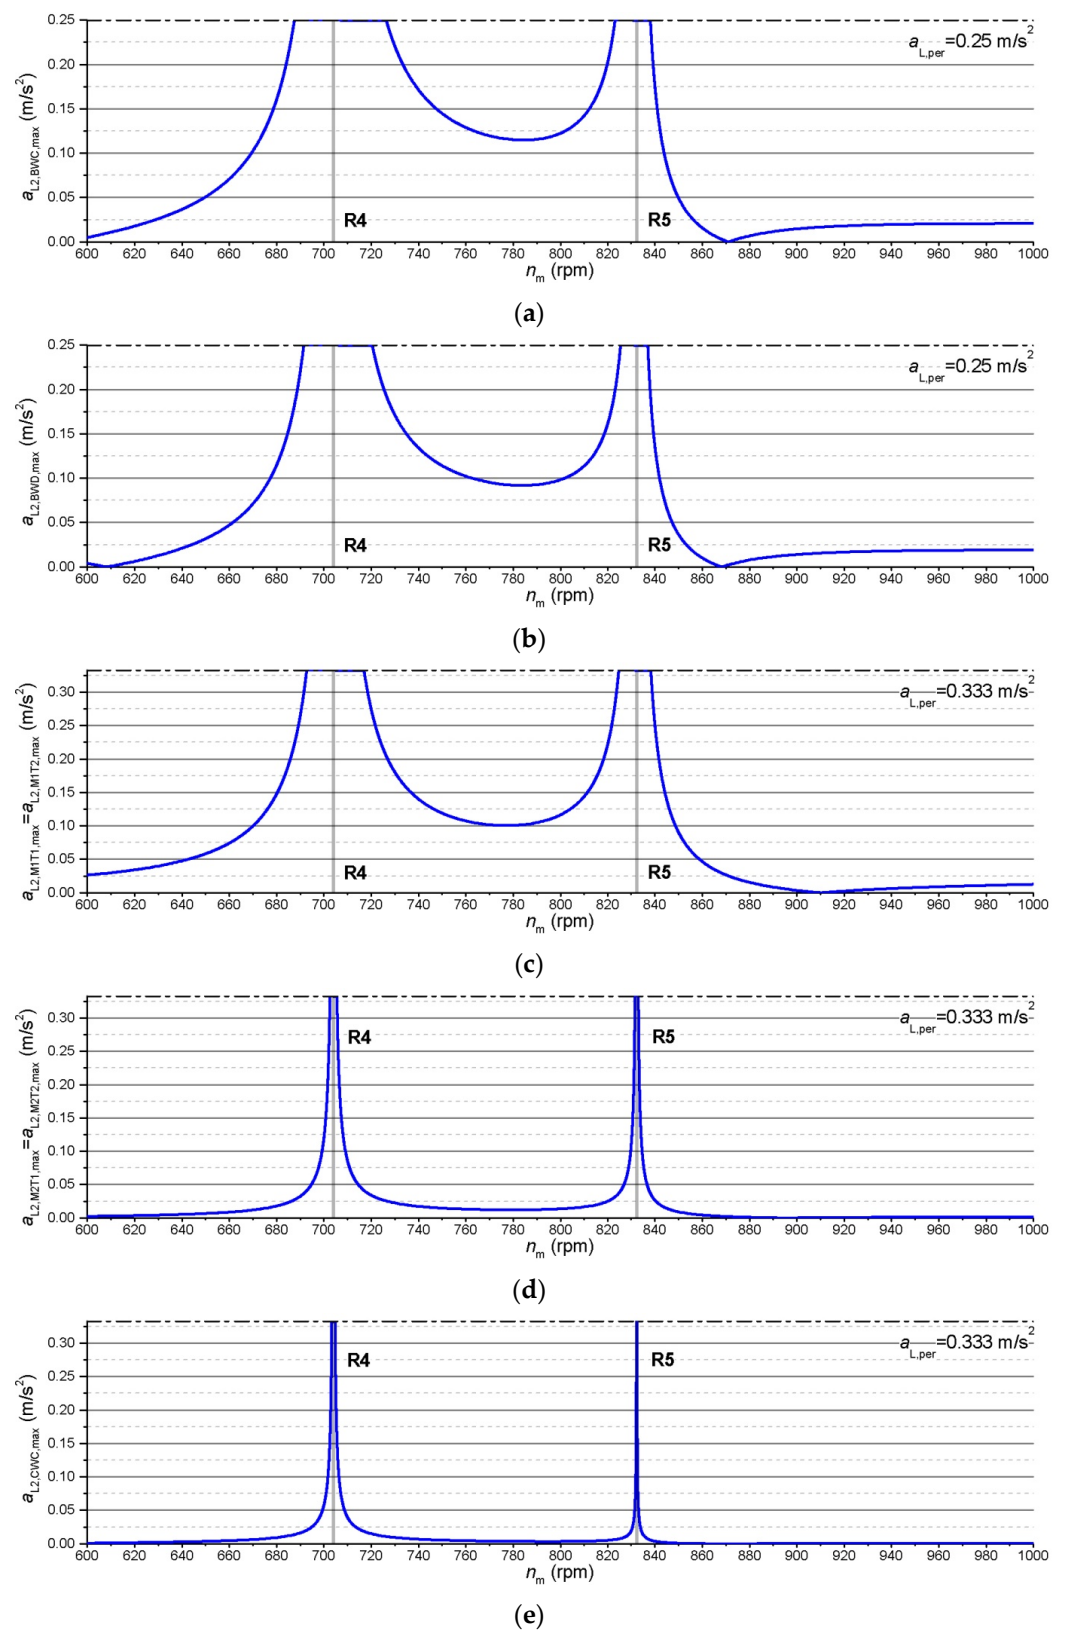 0.25
0.20
0.15
0.10
0.05
0.00
a_L2,BWC,max (m/s²)
a_L,per=0.25 m/s²
R4
R5
600 620 640 660 680 700 720 740 760 780 800 820 840 860 880 900 920 940 960 980 1000
n_m (rpm)
(a)
0.25
0.20
0.15
0.10
0.05
0.00
a_L2,BWD,max (m/s²)
a_L,per=0.25 m/s²
R4
R5
600 620 640 660 680 700 720 740 760 780 800 820 840 860 880 900 920 940 960 980 1000
n_m (rpm)
(b)
0.30
0.25
0.20
0.15
0.10
0.05
0.00
a_L2,M1T1,max=a_L2,M1T2,max (m/s²)
a_L,per=0.333 m/s²
R4
R5
600 620 640 660 680 700 720 740 760 780 800 820 840 860 880 900 920 940 960 980 1000
n_m (rpm)
(c)
0.30
0.25
0.20
0.15
0.10
0.05
0.00
a_L2,M2T1,max=a_L2,M2T2,max (m/s²)
a_L,per=0.333 m/s²
R4
R5
600 620 640 660 680 700 720 740 760 780 800 820 840 860 880 900 920 940 960 980 1000
n_m (rpm)
(d)
0.30
0.25
0.20
0.15
0.10
0.05
0.00
a_L2,CWC,max (m/s²)
a_L,per=0.333 m/s²
R4
R5
600 620 640 660 680 700 720 740 760 780 800 820 840 860 880 900 920 940 960 980 1000
n_m (rpm)
(e)